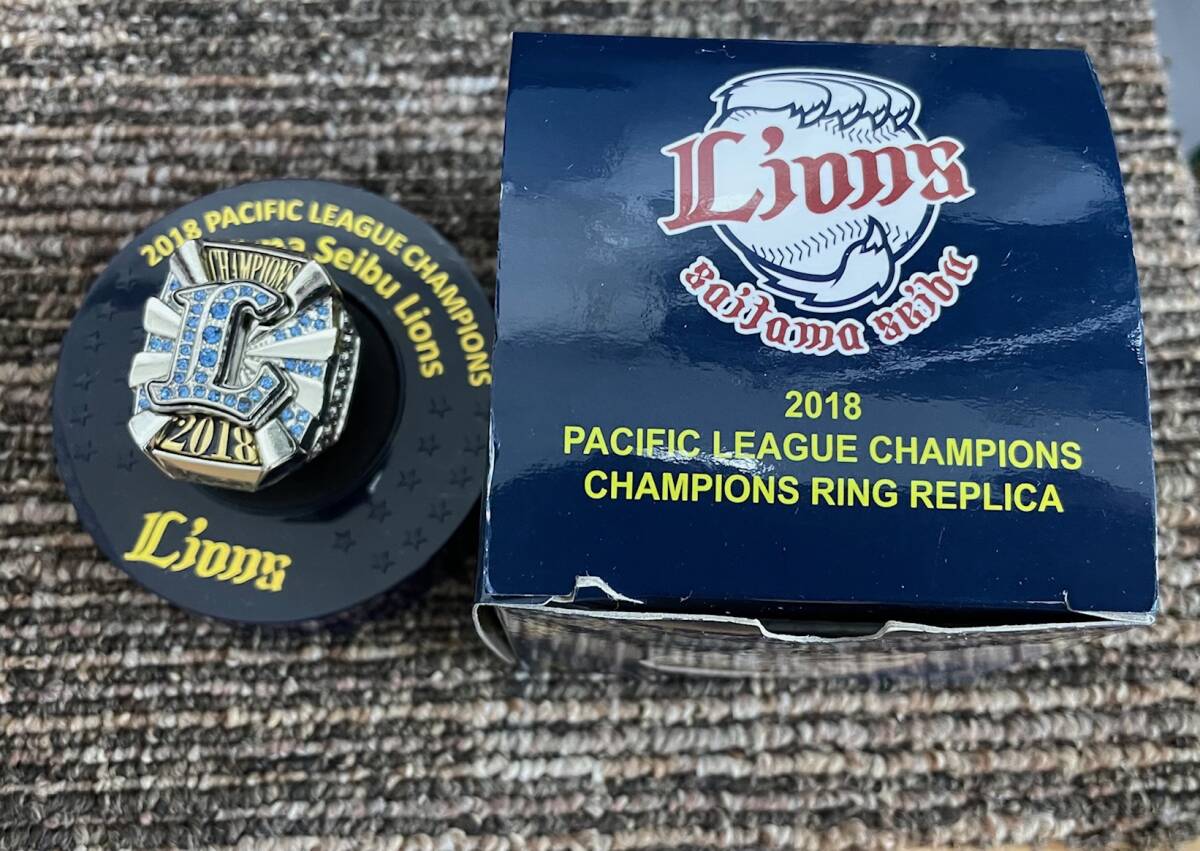 2018 PACIFIC LEAGUE CHAMPIONS
Seibu Lions
CHAMPIONS
L
2018
Lions
Lions
saitama seibu
2018
PACIFIC LEAGUE CHAMPIONS
CHAMPIONS RING REPLICA